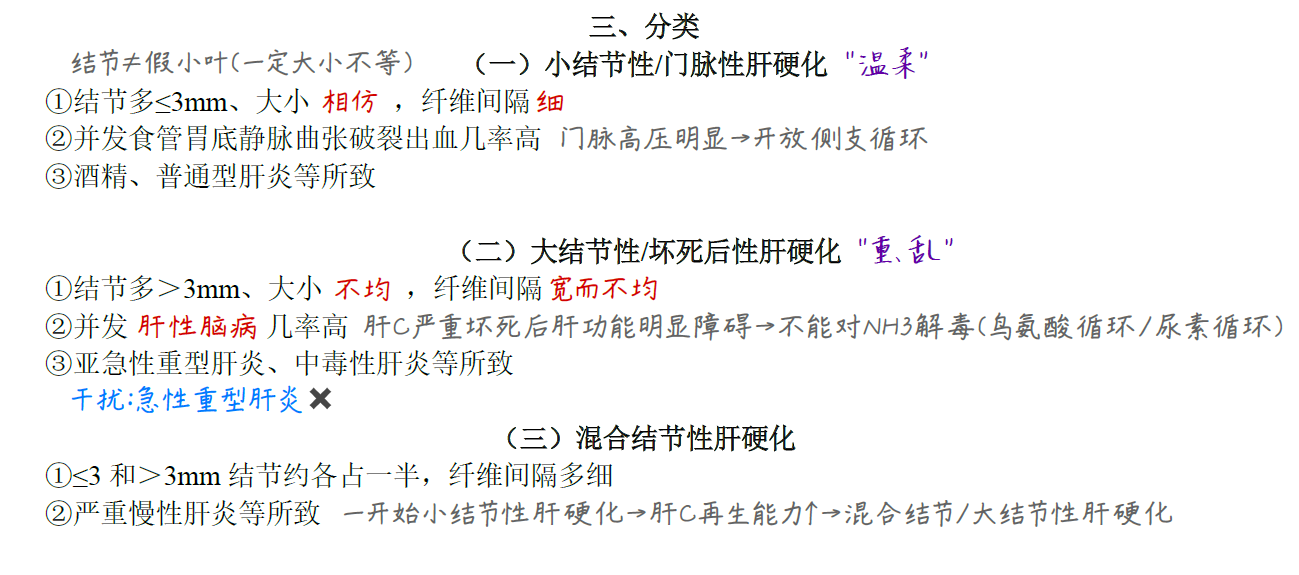 三、分类
结节≠假小叶(一定大小不等) （一）小结节性/门脉性肝硬化 "温柔"
①结节多≤3mm、大小 相仿 ，纤维间隔 细
②并发食管胃底静脉曲张破裂出血几率高 门脉高压明显→开放侧支循环
③酒精、普通型肝炎等所致
（二）大结节性/坏死后性肝硬化 "重、乱"
①结节多＞3mm、大小 不均 ，纤维间隔 宽而不均
②并发 肝性脑病 几率高 肝C严重坏死后肝功能明显障碍→不能对NH3解毒(鸟氨酸循环/尿素循环)
③亚急性重型肝炎、中毒性肝炎等所致
干扰:急性重型肝炎✖
（三）混合结节性肝硬化
①≤3 和＞3mm 结节约各占一半，纤维间隔多细
②严重慢性肝炎等所致 一开始小结节性肝硬化→肝C再生能力↑→混合结节/大结节性肝硬化